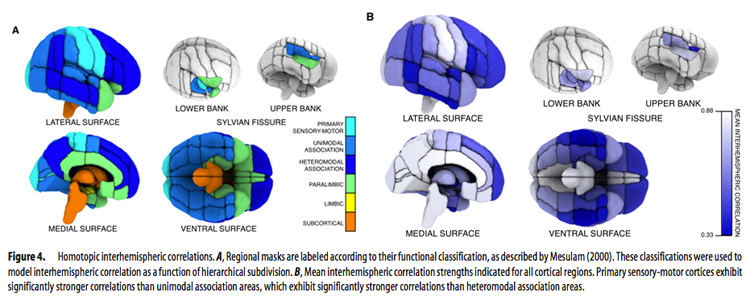 A
B
LATERAL SURFACE
LOWER BANK
UPPER BANK
SYLVIAN FISSURE
MEDIAL SURFACE
VENTRAL SURFACE
PRIMARY
SENSORY-MOTOR
UNIMODAL
ASSOCIATION
HETEROMODAL
ASSOCIATION
PARALIMBIC
LIMBIC
SUBCORTICAL
LATERAL SURFACE
LOWER BANK
UPPER BANK
SYLVIAN FISSURE
MEDIAL SURFACE
VENTRAL SURFACE
0.88
MEAN INTERHEMISPHERIC CORRELATION
0.33
Figure 4. Homotopic interhemispheric correlations. A, Regional masks are labeled according to their functional classification, as described by Mesulam (2000). These classifications were used to
model interhemispheric correlation as a function of hierarchical subdivision. B, Mean interhemispheric correlation strengths indicated for all cortical regions. Primary sensory-motor cortices exhibit
significantly stronger correlations than unimodal association areas, which exhibit significantly stronger correlations than heteromodal association areas.